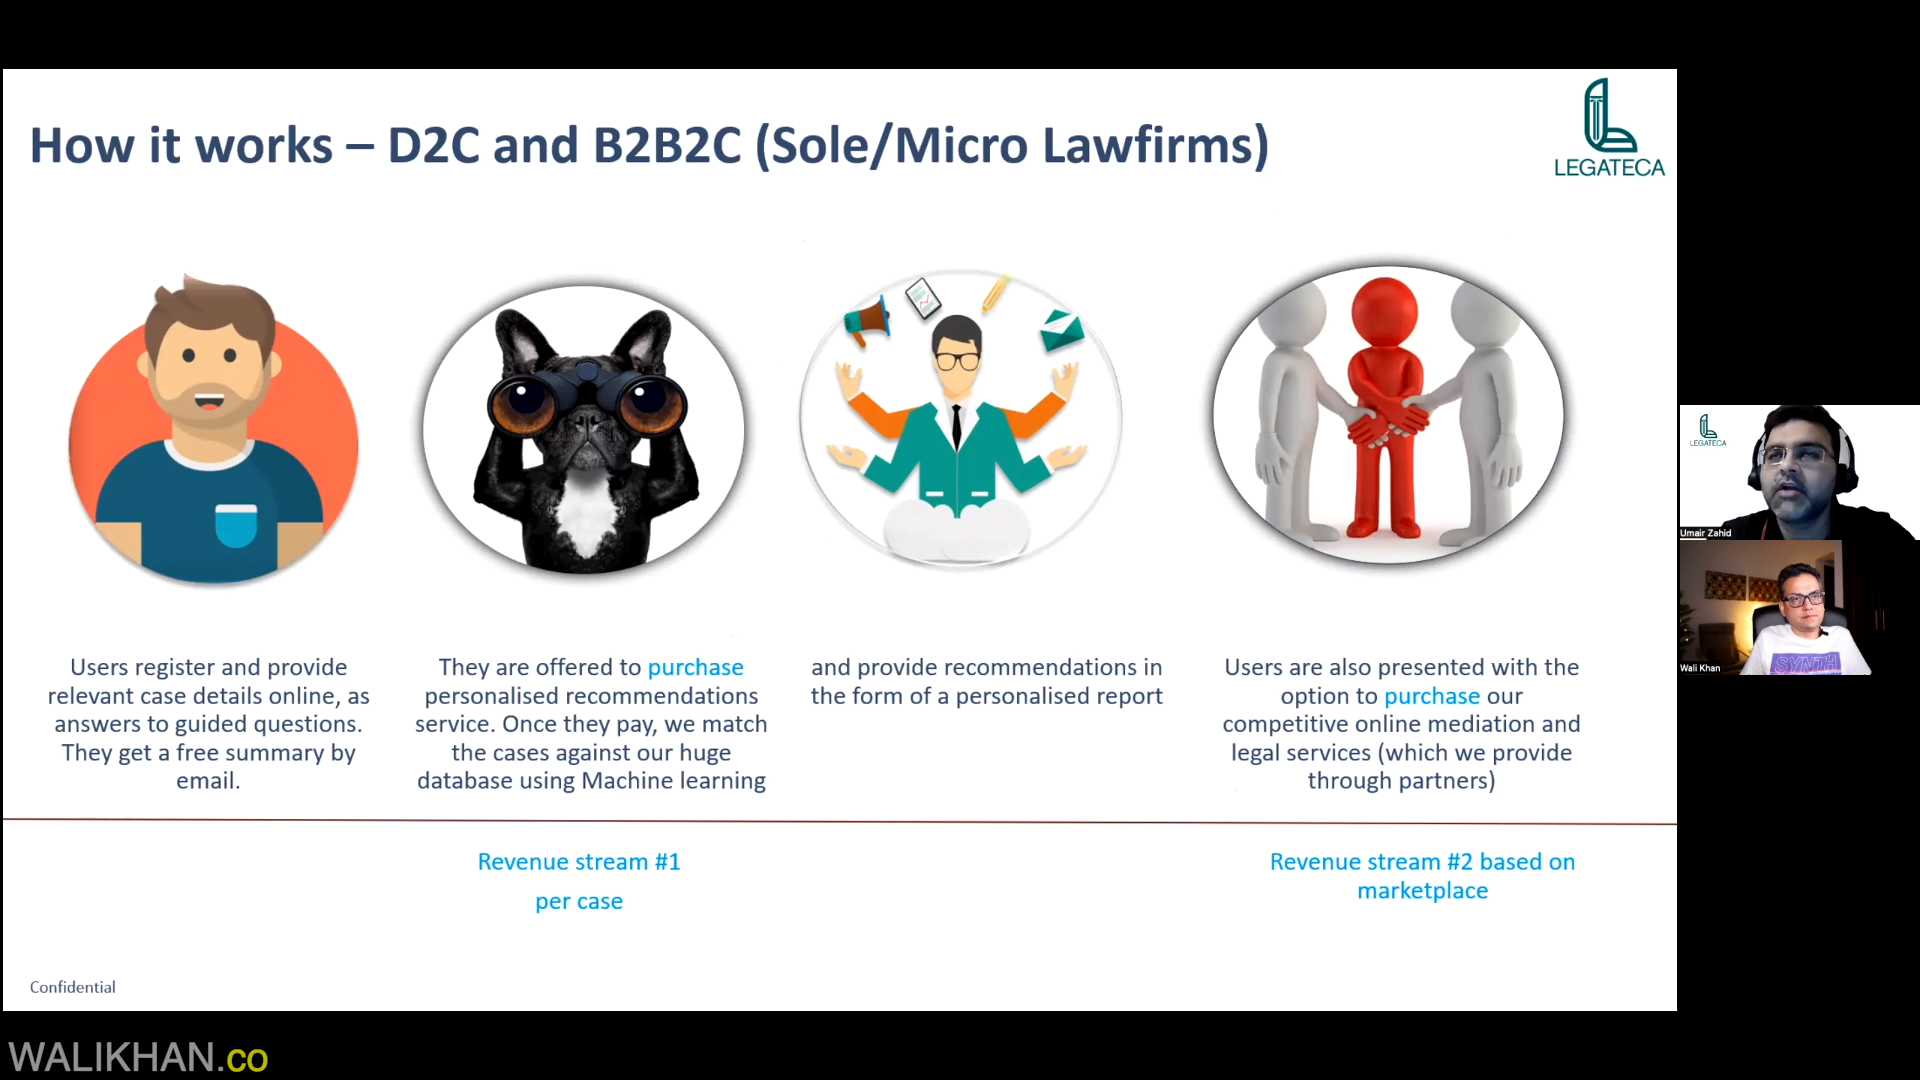 How it works – D2C and B2B2C (Sole/Micro Lawfirms)
LEGATECA
Users register and provide
relevant case details online, as
answers to guided questions.
They get a free summary by
email.
They are offered to purchase
personalised recommendations
service. Once they pay, we match
the cases against our huge
database using Machine learning
and provide recommendations in
the form of a personalised report
Users are also presented with the
option to purchase our
competitive online mediation and
legal services (which we provide
through partners)
Revenue stream #1
per case
Revenue stream #2 based on
marketplace
Confidential
LEGATECA
Umair Zahid
SYNTH
Wali Khan
WALIKHAN.co